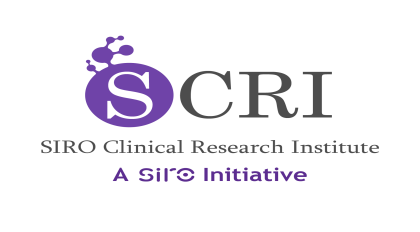 SCRI
SIRO Clinical Research Institute
A Siro Initiative